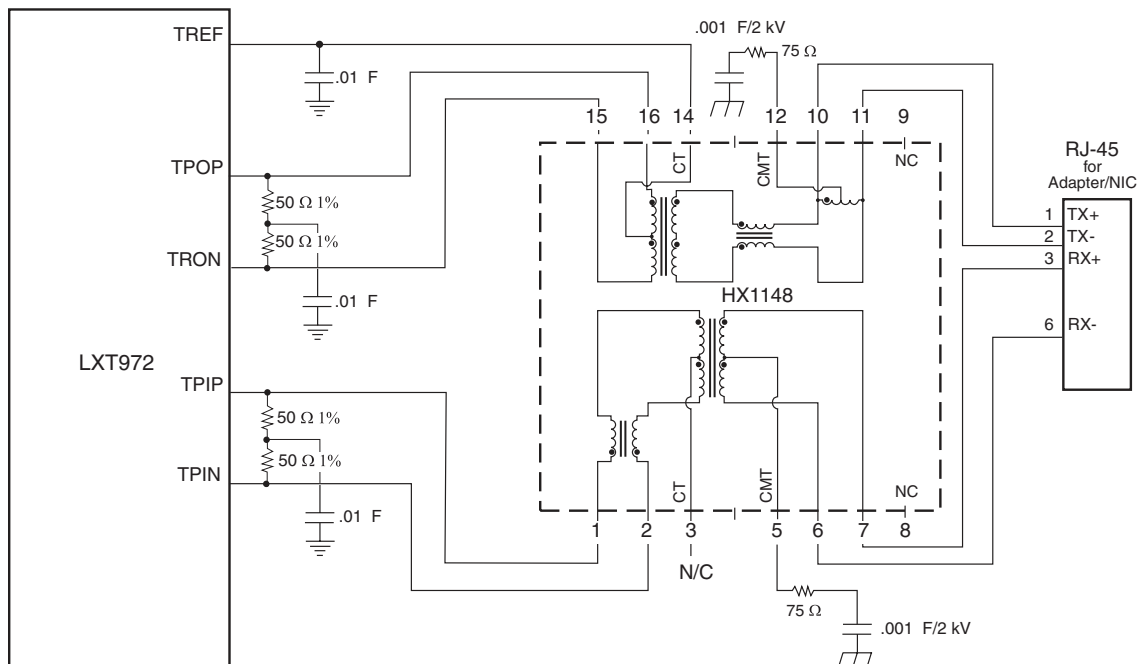 TREF
.001 F/2 kV
75 Ω
.01 F
15 16 14 12 10 11 9
CT
CMT
NC
RJ-45
for
Adapter/NIC
TPOP
50 Ω 1%
50 Ω 1%
TRON
.01 F
1 TX+
2 TX-
3 RX+
6 RX-
HX1148
LXT972
TPIP
50 Ω 1%
50 Ω 1%
TPIN
.01 F
CT
CMT
NC
1 2 3 5 6 7 8
N/C
75 Ω
.001 F/2 kV